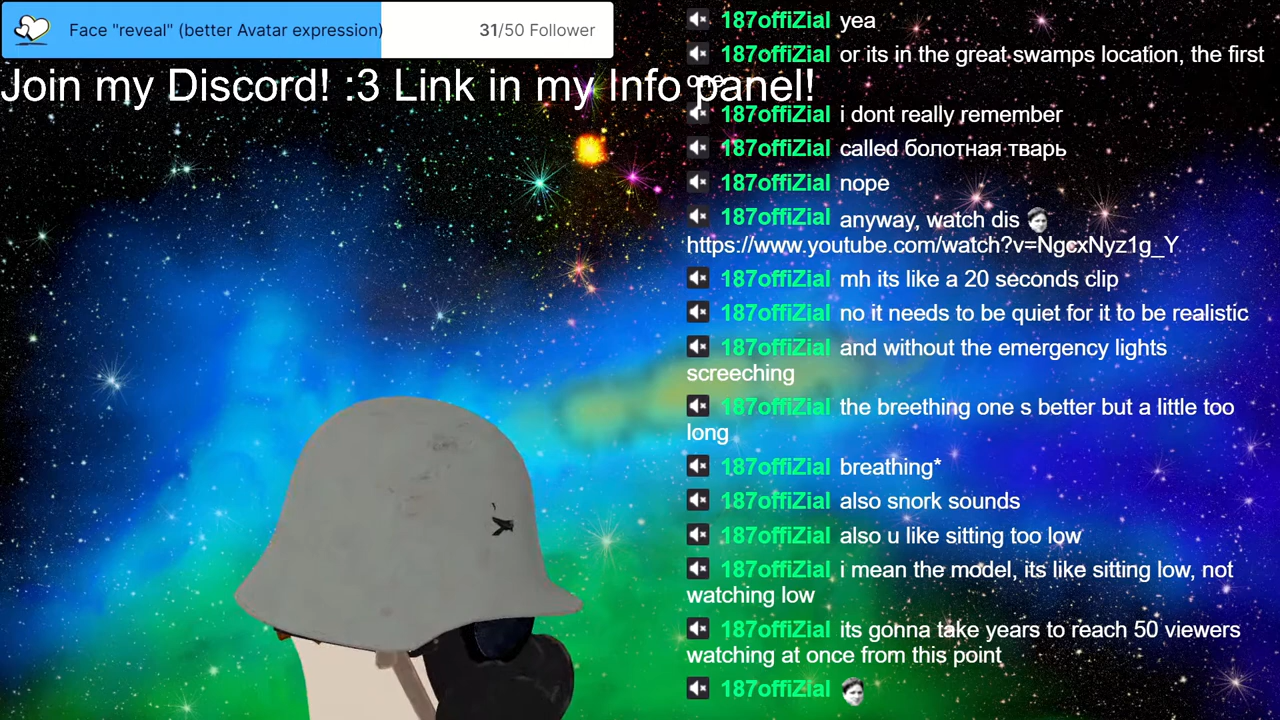 Face "reveal" (better Avatar expression) 31/50 Follower
Join my Discord! :3 Link in my Info panel!
187offiZial yea
187offiZial or its in the great swamps location, the first
one
187offiZial i dont really remember
187offiZial called болотная тварь
187offiZial nope
187offiZial anyway, watch dis
https://www.youtube.com/watch?v=NgcxNyz1g_Y
187offiZial mh its like a 20 seconds clip
187offiZial no it needs to be quiet for it to be realistic
187offiZial and without the emergency lights
screeching
187offiZial the breething one s better but a little too
long
187offiZial breathing*
187offiZial also snork sounds
187offiZial also u like sitting too low
187offiZial i mean the model, its like sitting low, not
watching low
187offiZial its gonna take years to reach 50 viewers
watching at once from this point
187offiZial